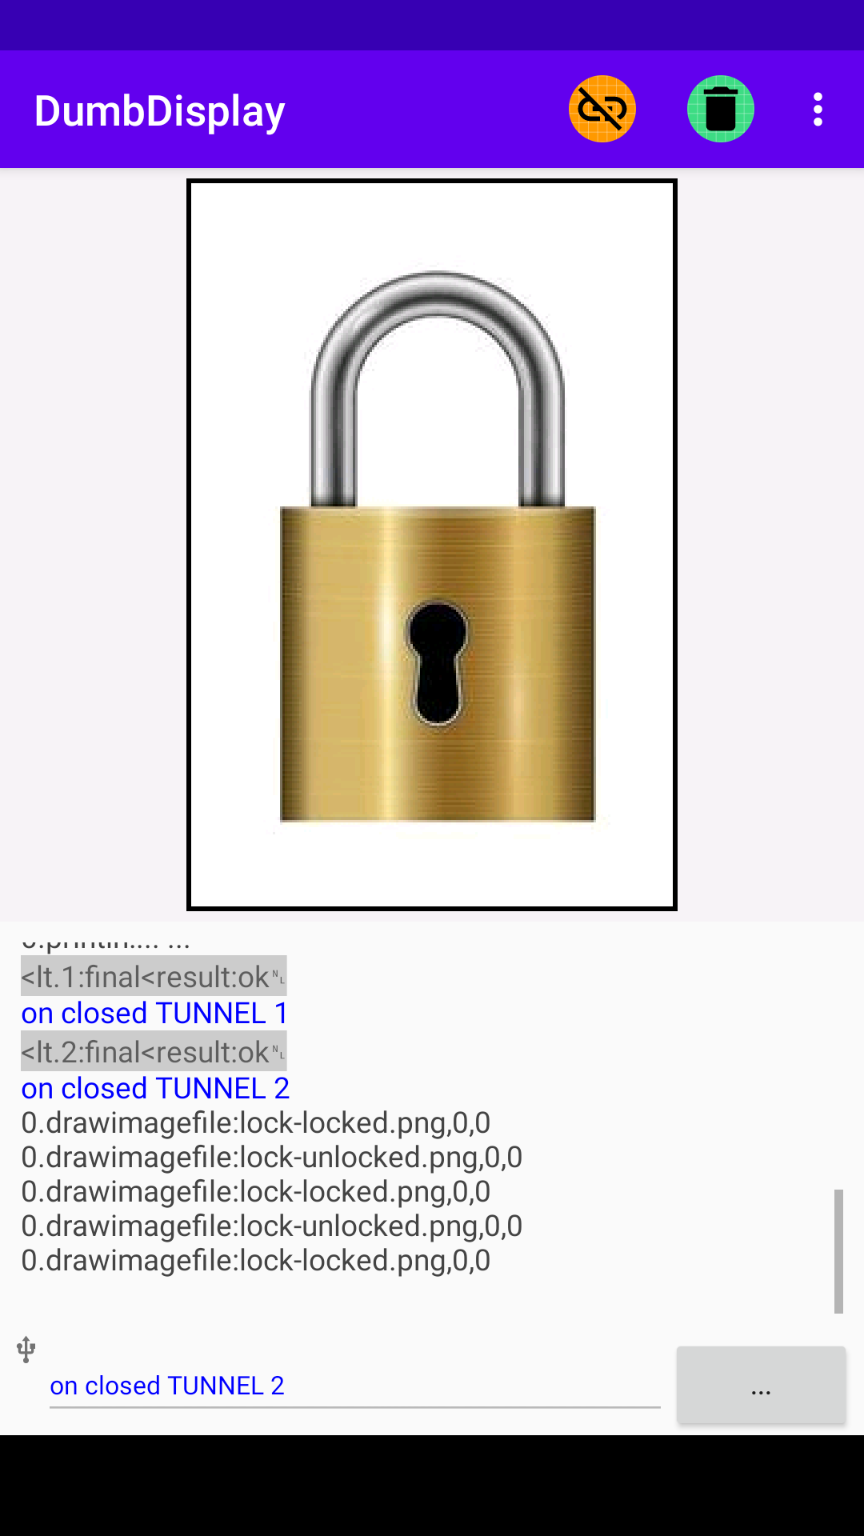 DumbDisplay
<lt.1:final<result:ok␤
on closed TUNNEL 1
<lt.2:final<result:ok␤
on closed TUNNEL 2
0.drawimagefile:lock-locked.png,0,0
0.drawimagefile:lock-unlocked.png,0,0
0.drawimagefile:lock-locked.png,0,0
0.drawimagefile:lock-unlocked.png,0,0
0.drawimagefile:lock-locked.png,0,0
on closed TUNNEL 2
...